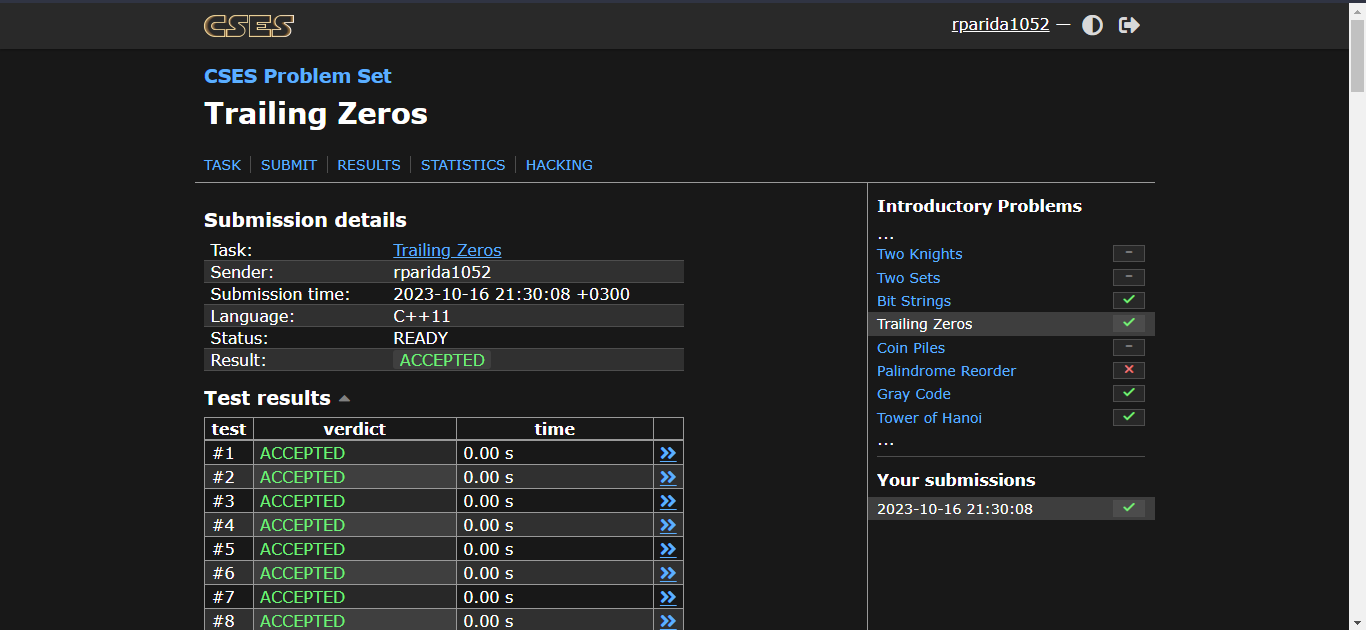 CSES
rparida1052 —
CSES Problem Set
Trailing Zeros
TASK SUBMIT RESULTS STATISTICS HACKING
Submission details
Task: Trailing Zeros
Sender: rparida1052
Submission time: 2023-10-16 21:30:08 +0300
Language: C++11
Status: READY
Result: ACCEPTED
Test results
test verdict time
#1 ACCEPTED 0.00 s »
#2 ACCEPTED 0.00 s »
#3 ACCEPTED 0.00 s »
#4 ACCEPTED 0.00 s »
#5 ACCEPTED 0.00 s »
#6 ACCEPTED 0.00 s »
#7 ACCEPTED 0.00 s »
#8 ACCEPTED 0.00 s »
Introductory Problems
...
Two Knights –
Two Sets –
Bit Strings ✓
Trailing Zeros ✓
Coin Piles –
Palindrome Reorder ✕
Gray Code ✓
Tower of Hanoi ✓
...
Your submissions
2023-10-16 21:30:08 ✓